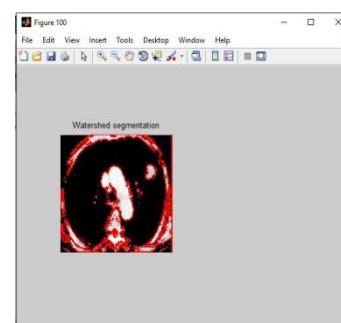 Figure 100
File Edit View Insert Tools Desktop Window Help
Watershed segmentation